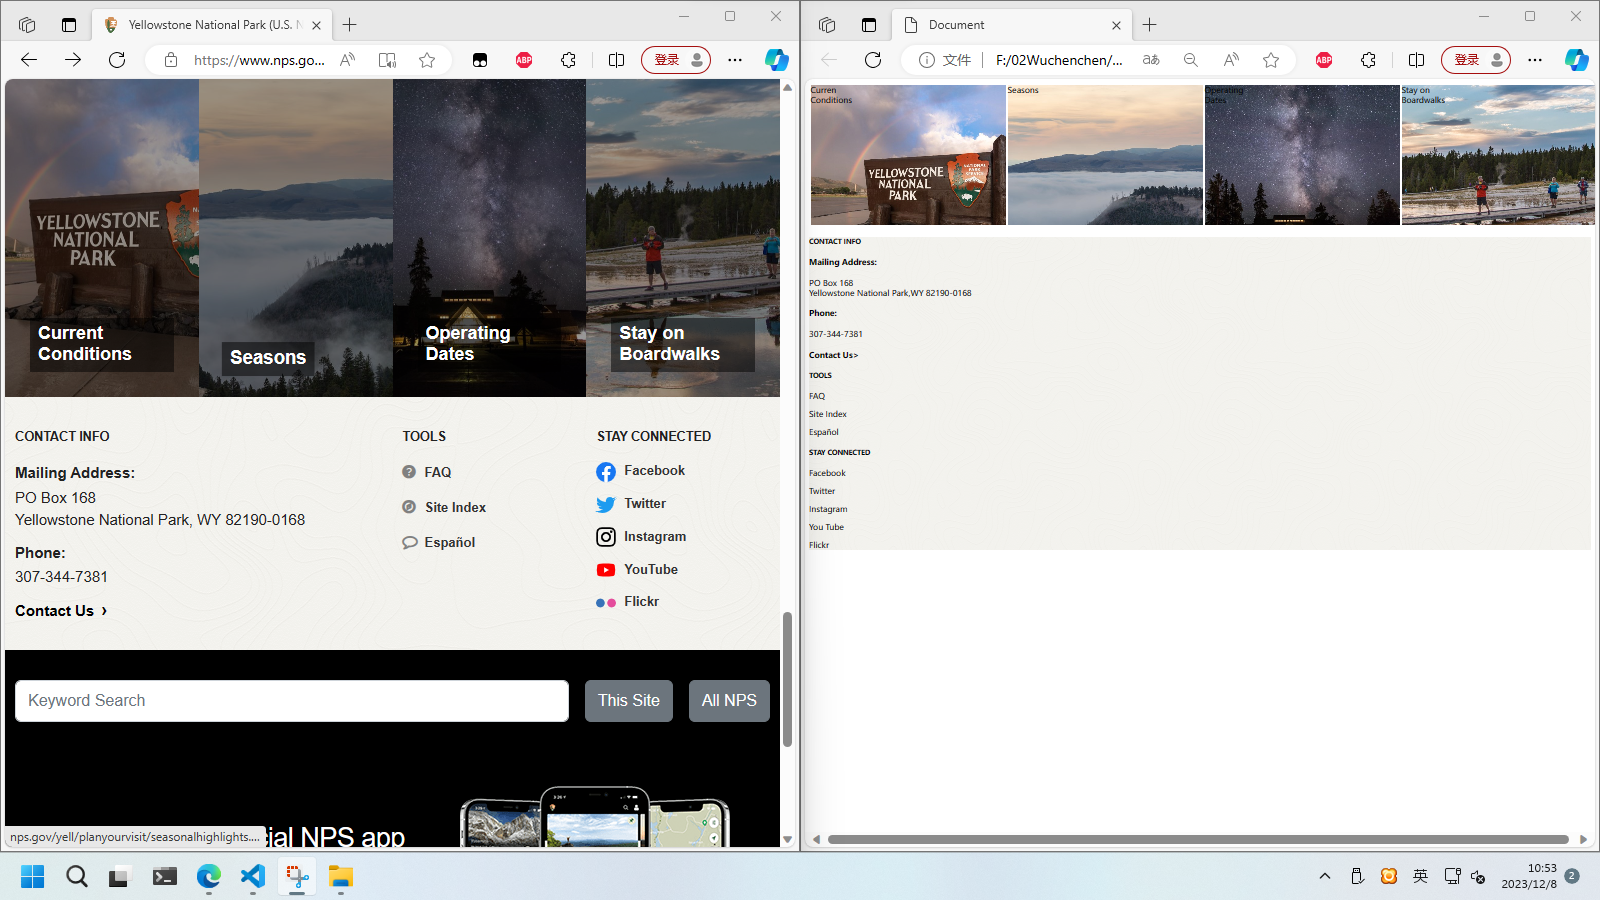 Yellowstone National Park (U.S. N
https://www.nps.go...
ABP
登录
YELLOWSTONE
NATIONAL
PARK
Current
Conditions
Seasons
Operating
Dates
Stay on
Boardwalks
CONTACT INFO
Mailing Address:
PO Box 168
Yellowstone National Park, WY 82190-0168
Phone:
307-344-7381
Contact Us ›
TOOLS
FAQ
Site Index
Español
STAY CONNECTED
Facebook
Twitter
Instagram
YouTube
Flickr
Keyword Search
This Site
All NPS
ial NPS app
nps.gov/yell/planyourvisit/seasonalhighlights....
Document
文件
F:/02Wuchenchen/...
ABP
登录
Curren
Conditions
Seasons
Operating
Dates
Stay on
Boardwalks
YELLOWSTONE
NATIONAL
PARK
CONTACT INFO
Mailing Address:
PO Box 168
Yellowstone National Park,WY 82190-0168
Phone:
307-344-7381
Contact Us>
TOOLS
FAQ
Site Index
Español
STAY CONNECTED
Facebook
Twitter
Instagram
You Tube
Flickr
英
10:53
2023/12/8
2